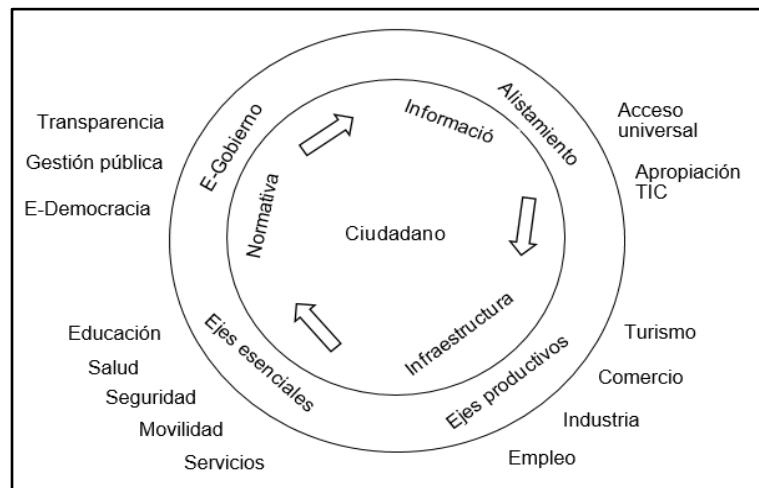 Transparencia
Gestión pública
E-Democracia
E-Gobierno
Alistamiento
Acceso
universal
Apropiación
TIC
Informació
Normativa
Ciudadano
Infraestructura
Ejes esenciales
Ejes productivos
Educación
Salud
Seguridad
Movilidad
Servicios
Turismo
Comercio
Industria
Empleo